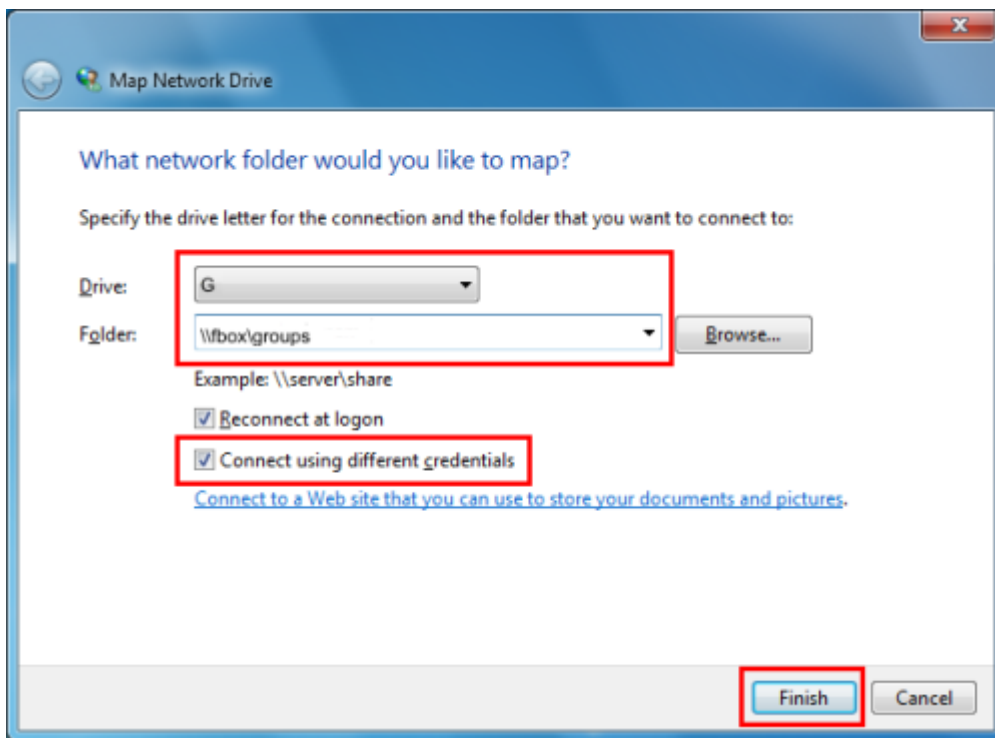 Map Network Drive
What network folder would you like to map?
Specify the drive letter for the connection and the folder that you want to connect to:
Drive: G
Folder: \\fbox\groups Browse...
Example: \\server\share
Reconnect at logon
Connect using different credentials
Connect to a Web site that you can use to store your documents and pictures.
Finish Cancel